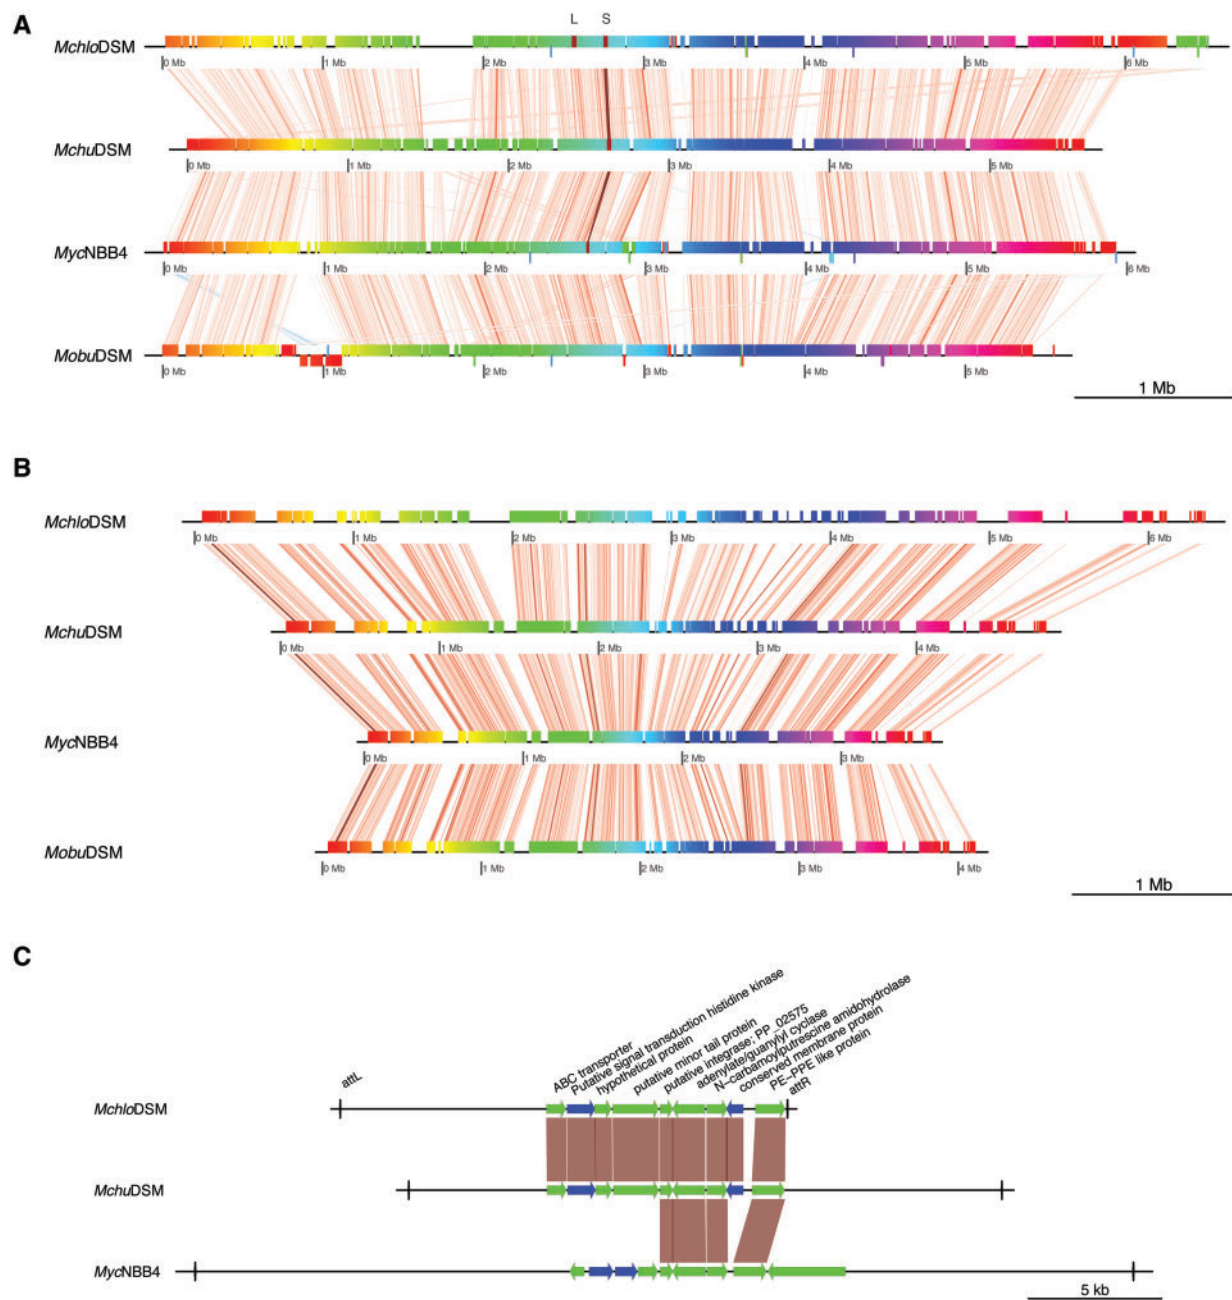 A
L S
MchloDSM
0 Mb 1 Mb 2 Mb 3 Mb 4 Mb 5 Mb 6 Mb
MchuDSM
0 Mb 1 Mb 2 Mb 3 Mb 4 Mb 5 Mb
MycNBB4
0 Mb 1 Mb 2 Mb 3 Mb 4 Mb 5 Mb 6 Mb
MobuDSM
0 Mb 1 Mb 2 Mb 3 Mb 4 Mb 5 Mb
1 Mb
B
MchloDSM
0 Mb 1 Mb 2 Mb 3 Mb 4 Mb 5 Mb 6 Mb
MchuDSM
0 Mb 1 Mb 2 Mb 3 Mb 4 Mb
MycNBB4
0 Mb 1 Mb 2 Mb 3 Mb
MobuDSM
0 Mb 1 Mb 2 Mb 3 Mb 4 Mb
1 Mb
C
attL
ABC transporter
Putative signal transduction histidine kinase
hypothetical protein
putative minor tail protein
putative integrase; PP_02575
adenylate/guanylyl cyclase
N-carbamoylputrescine amidohydrolase
conserved membrane protein
PE-PPE like protein
attR
MchloDSM
MchuDSM
MycNBB4
5 kb